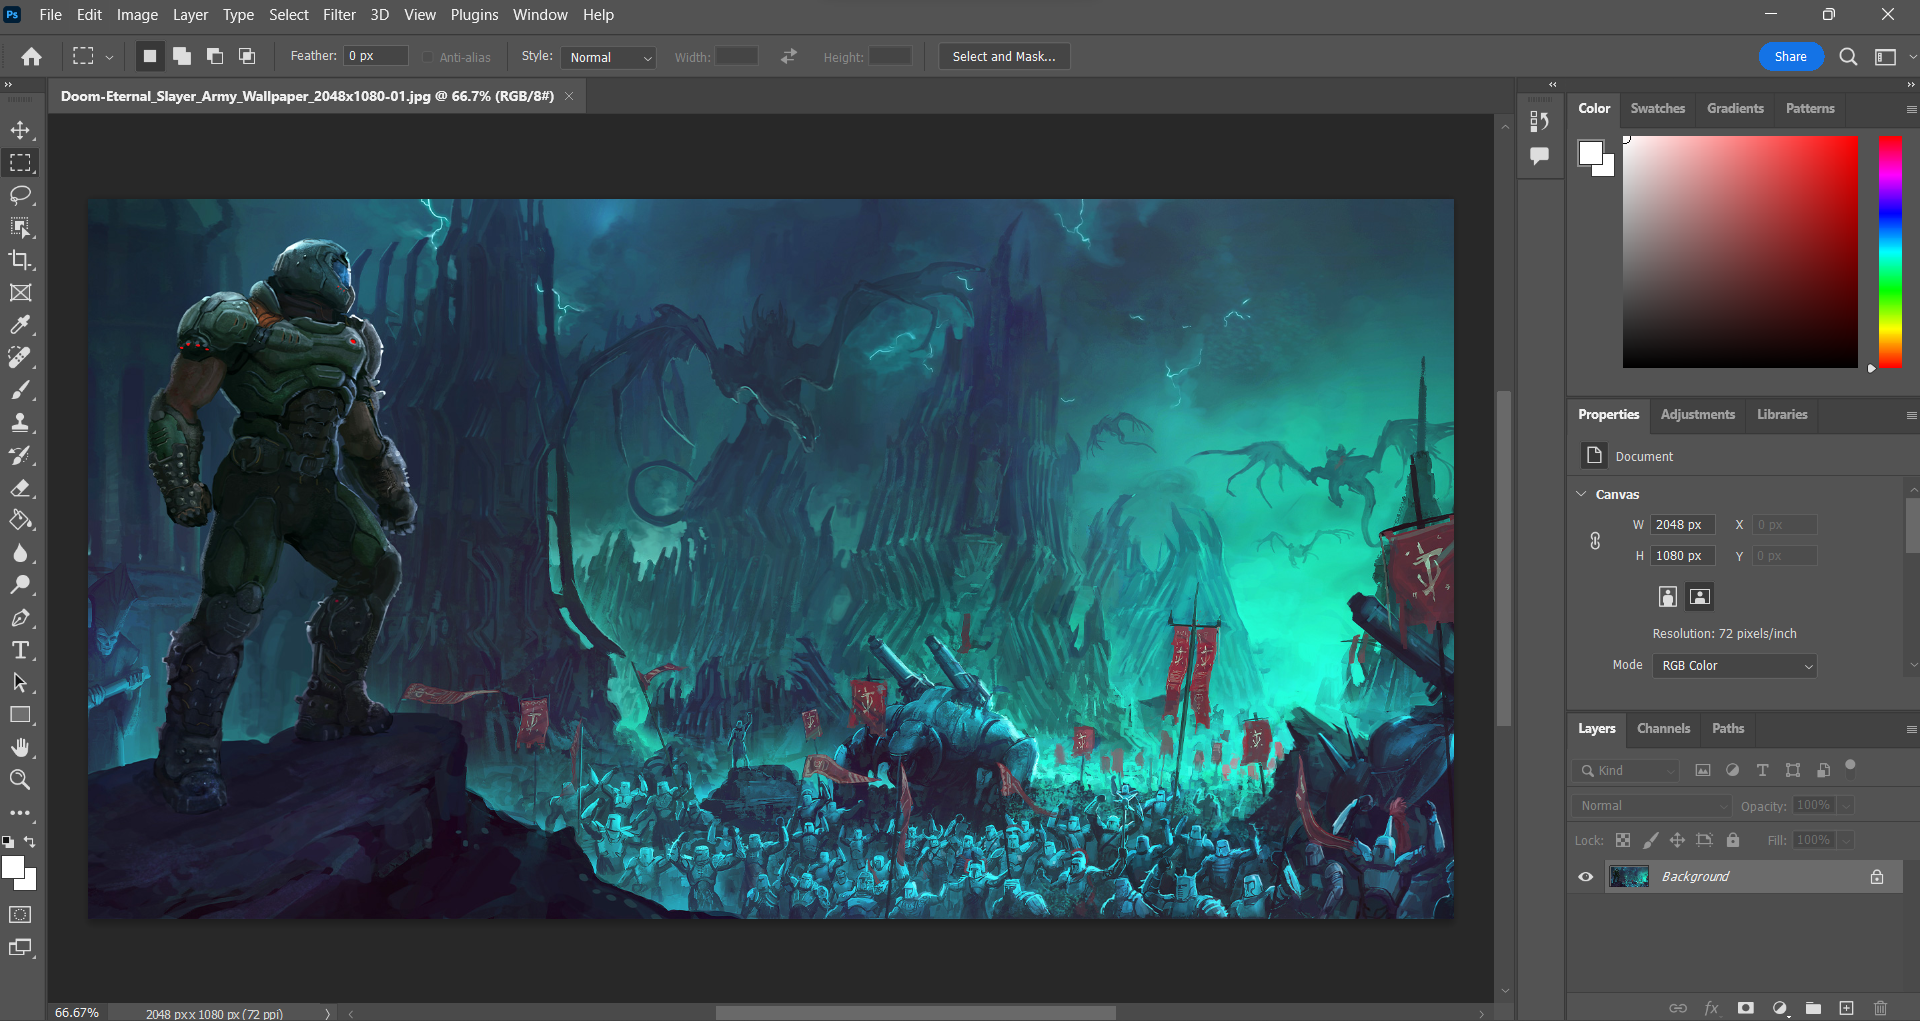 Ps File Edit Image Layer Type Select Filter 3D View Plugins Window Help
Feather: 0 px Anti-alias Style: Normal Width: Height: Select and Mask... Share
Doom-Eternal_Slayer_Army_Wallpaper_2048x1080-01.jpg @ 66.7% (RGB/8#)
Color Swatches Gradients Patterns
Properties Adjustments Libraries
Document
Canvas
W 2048 px X 0 px
H 1080 px Y 0 px
Resolution: 72 pixels/inch
Mode RGB Color
Layers Channels Paths
Kind
Normal Opacity: 100%
Lock: Fill: 100%
Background
fx
66.67% 2048 px x 1080 px (72 ppi)